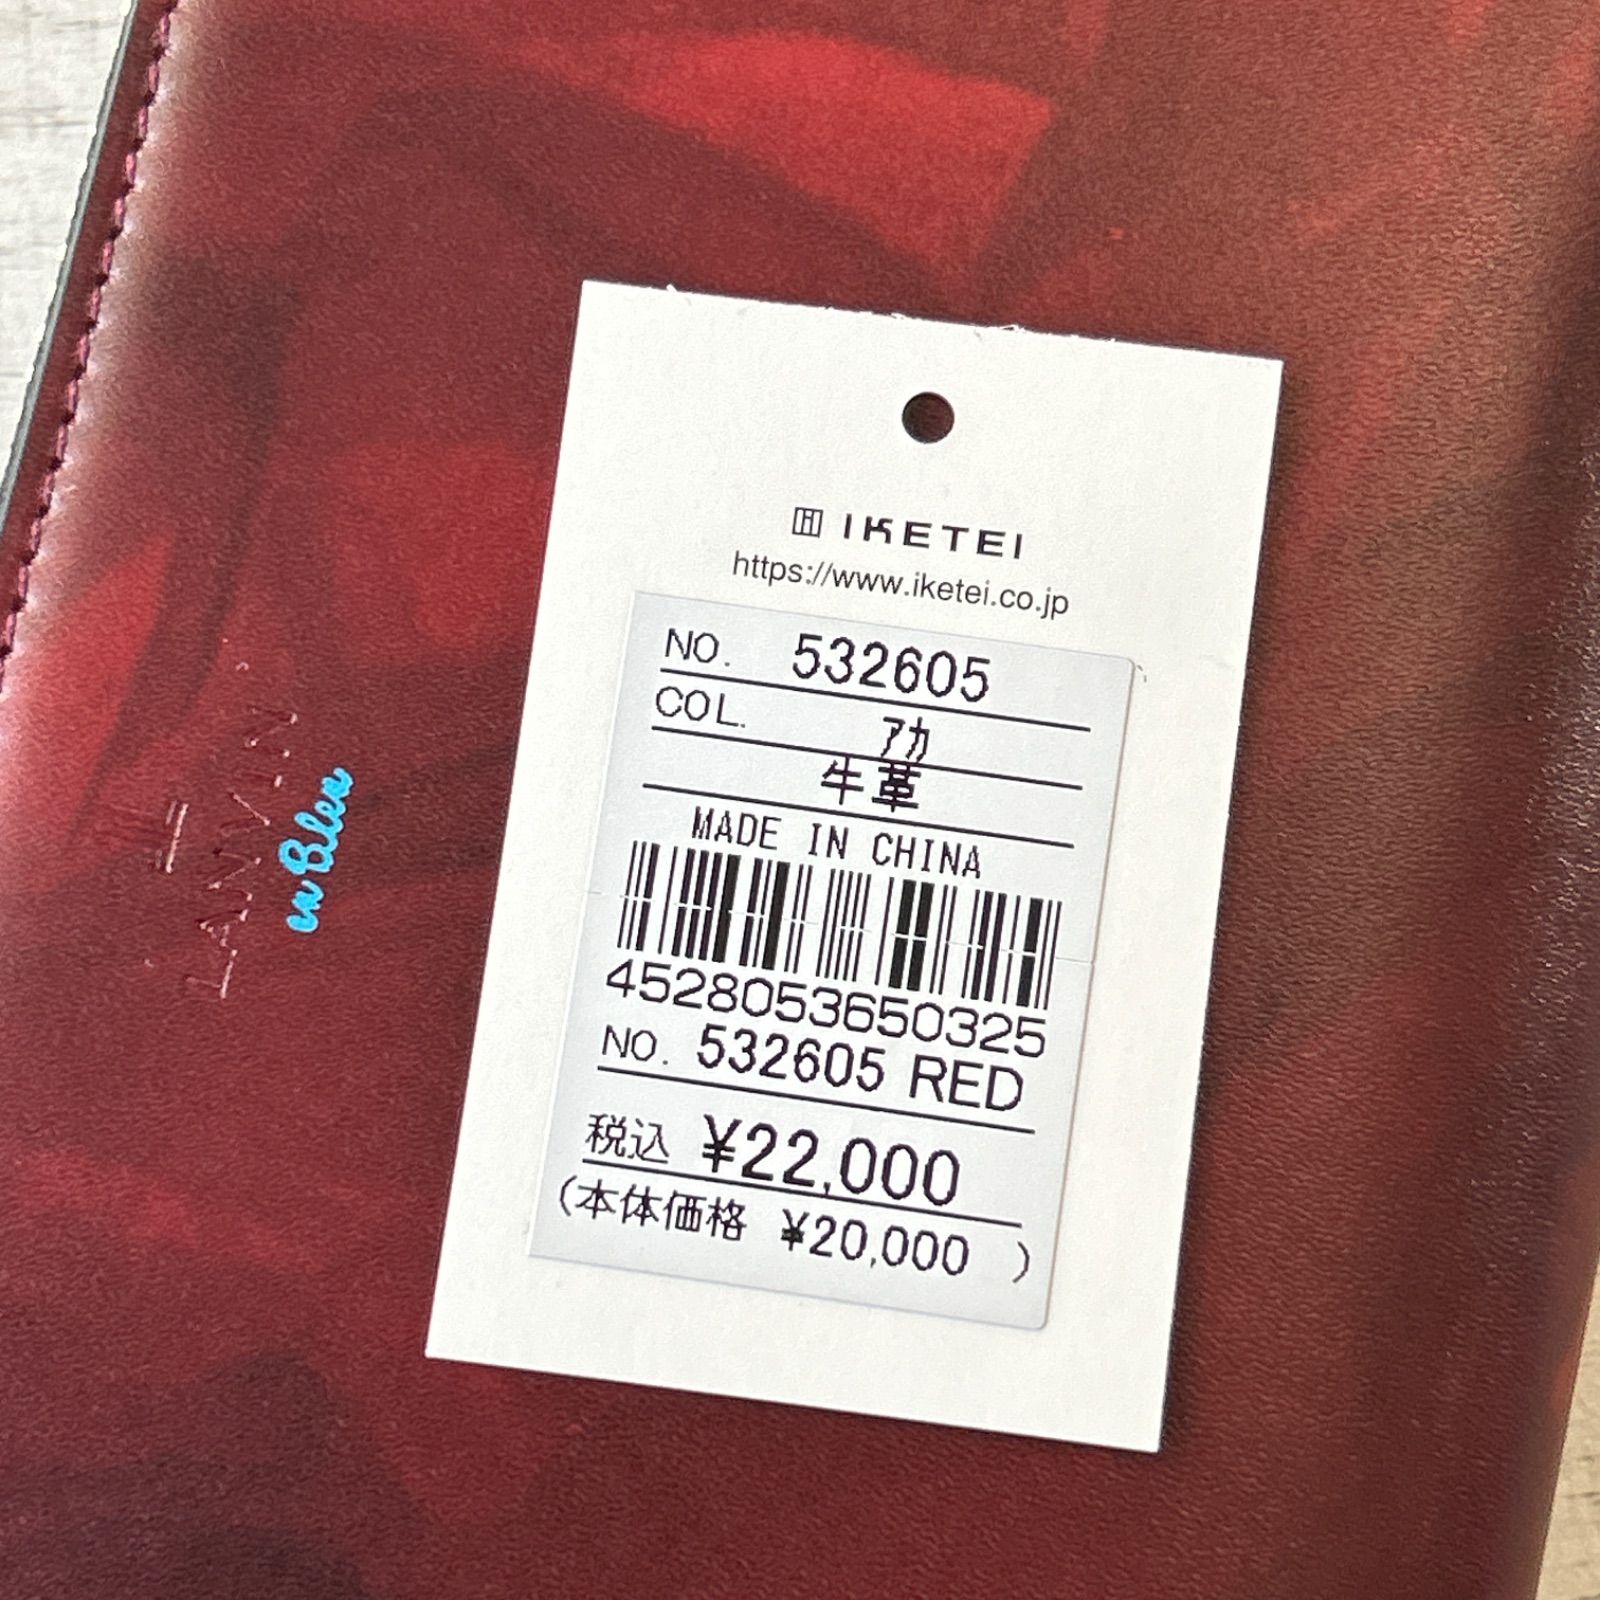 IKETEI
https://www.iketei.co.jp
NO. 532605
COL. アカ
牛革
MADE IN CHINA
4528053650325
NO. 532605 RED
税込 ¥22,000
(本体価格 ¥20,000 )
LANVIN
en Bleu